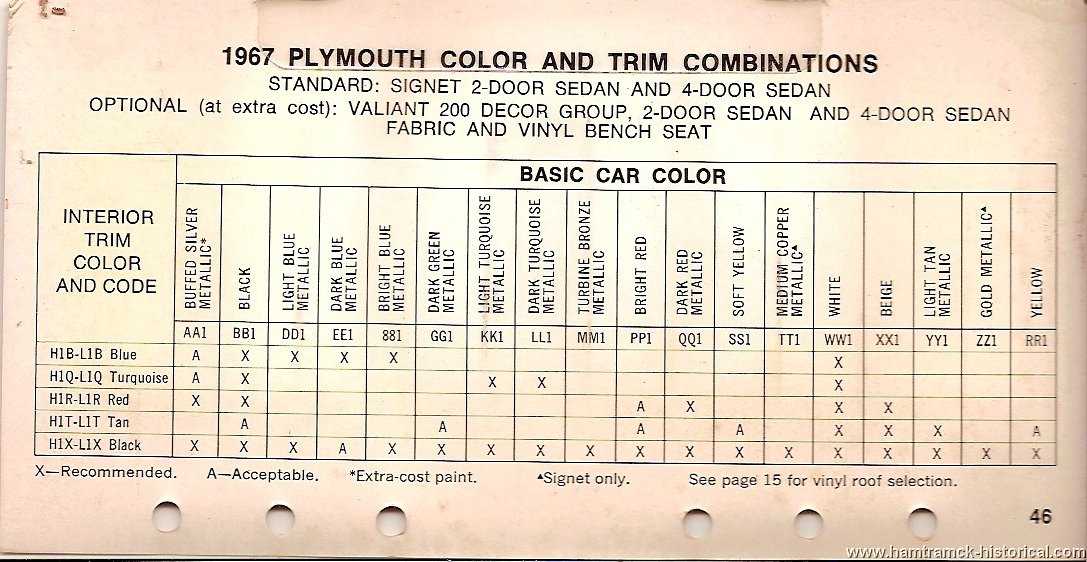 1967 PLYMOUTH COLOR AND TRIM COMBINATIONS
STANDARD: SIGNET 2-DOOR SEDAN AND 4-DOOR SEDAN
OPTIONAL (at extra cost): VALIANT 200 DECOR GROUP, 2-DOOR SEDAN AND 4-DOOR SEDAN
FABRIC AND VINYL BENCH SEAT
INTERIOR
TRIM
COLOR
AND CODE
BASIC CAR COLOR
BUFFED SILVER
METALLIC*
BLACK
LIGHT BLUE
METALLIC
DARK BLUE
METALLIC
BRIGHT BLUE
METALLIC
DARK GREEN
METALLIC
LIGHT TURQUOISE
METALLIC
DARK TURQUOISE
METALLIC
TURBINE BRONZE
METALLIC
BRIGHT RED
DARK RED
METALLIC
SOFT YELLOW
MEDIUM COPPER
METALLIC▲
WHITE
BEIGE
LIGHT TAN
METALLIC
GOLD METALLIC▲
YELLOW
AA1 BB1 DD1 EE1 881 GG1 KK1 LL1 MM1 PP1 QQ1 SS1 TT1 WW1 XX1 YY1 ZZ1 RR1
H1B-L1B Blue A X X X X X
H1Q-L1Q Turquoise A X X X X
H1R-L1R Red X X A X X X
H1T-L1T Tan A A A A X X X A
H1X-L1X Black X X X A X X X X X X X X X X X X X X
X—Recommended. A—Acceptable. *Extra-cost paint. ▲Signet only. See page 15 for vinyl roof selection.
46
www.hamtramck-historical.com